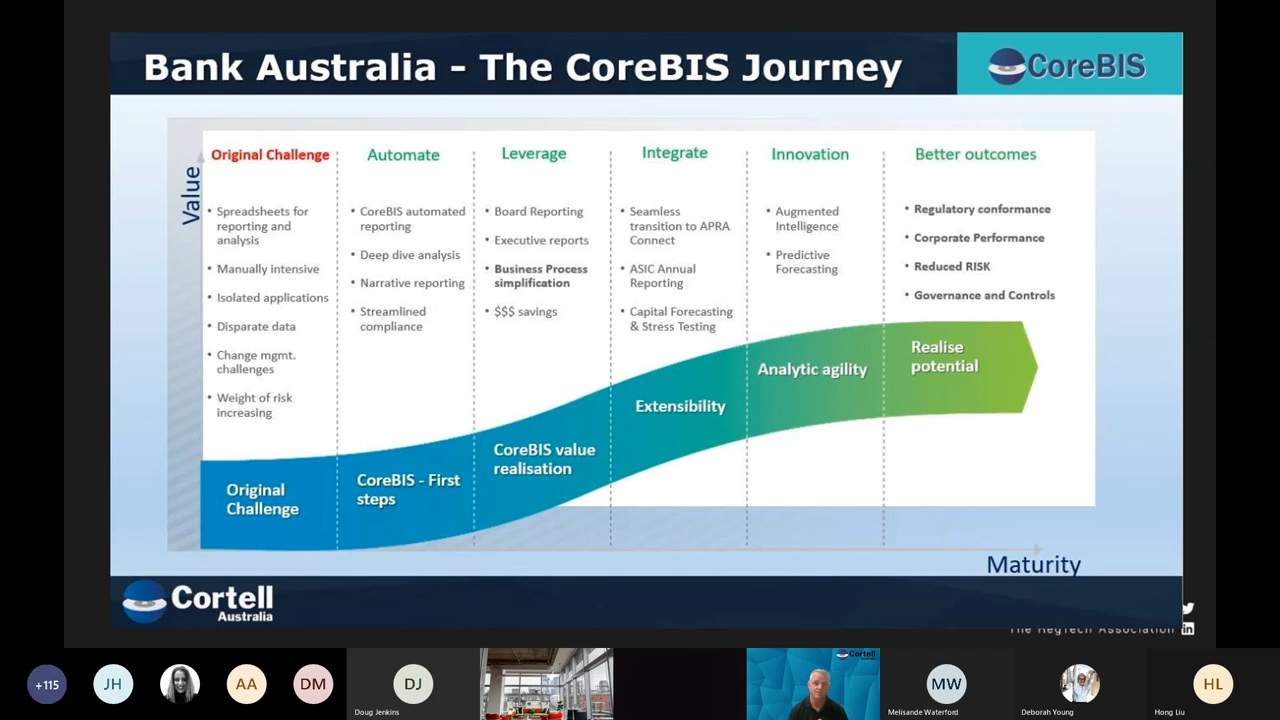 Bank Australia - The CoreBIS Journey
CoreBIS
Value
Original Challenge
• Spreadsheets for
reporting and
analysis
• Manually intensive
• Isolated applications
• Disparate data
• Change mgmt.
challenges
• Weight of risk
increasing
Automate
• CoreBIS automated
reporting
• Deep dive analysis
• Narrative reporting
• Streamlined
compliance
Leverage
• Board Reporting
• Executive reports
• Business Process
simplification
• $$$ savings
Integrate
• Seamless
transition to APRA
Connect
• ASIC Annual
Reporting
• Capital Forecasting
& Stress Testing
Innovation
• Augmented
Intelligence
• Predictive
Forecasting
Better outcomes
• Regulatory conformance
• Corporate Performance
• Reduced RISK
• Governance and Controls
Original
Challenge
CoreBIS - First
steps
CoreBIS value
realisation
Extensibility
Analytic agility
Realise
potential
Maturity
Cortell
Australia
The RegTech Association
+115
JH
AA
DM
DJ
Doug Jenkins
Cortell
MW
Melisande Waterford
Deborah Young
HL
Hong Liu